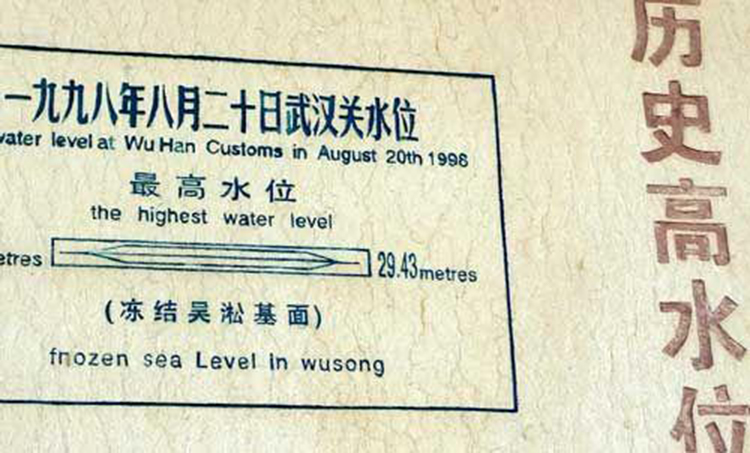 一九九八年八月二十日武汉关水位
water level at Wu Han Customs in August 20th 1998
最高水位
the highest water level
etres 29.43metres
(冻结吴淞基面)
fnozen sea Level in wusong
历史高水位